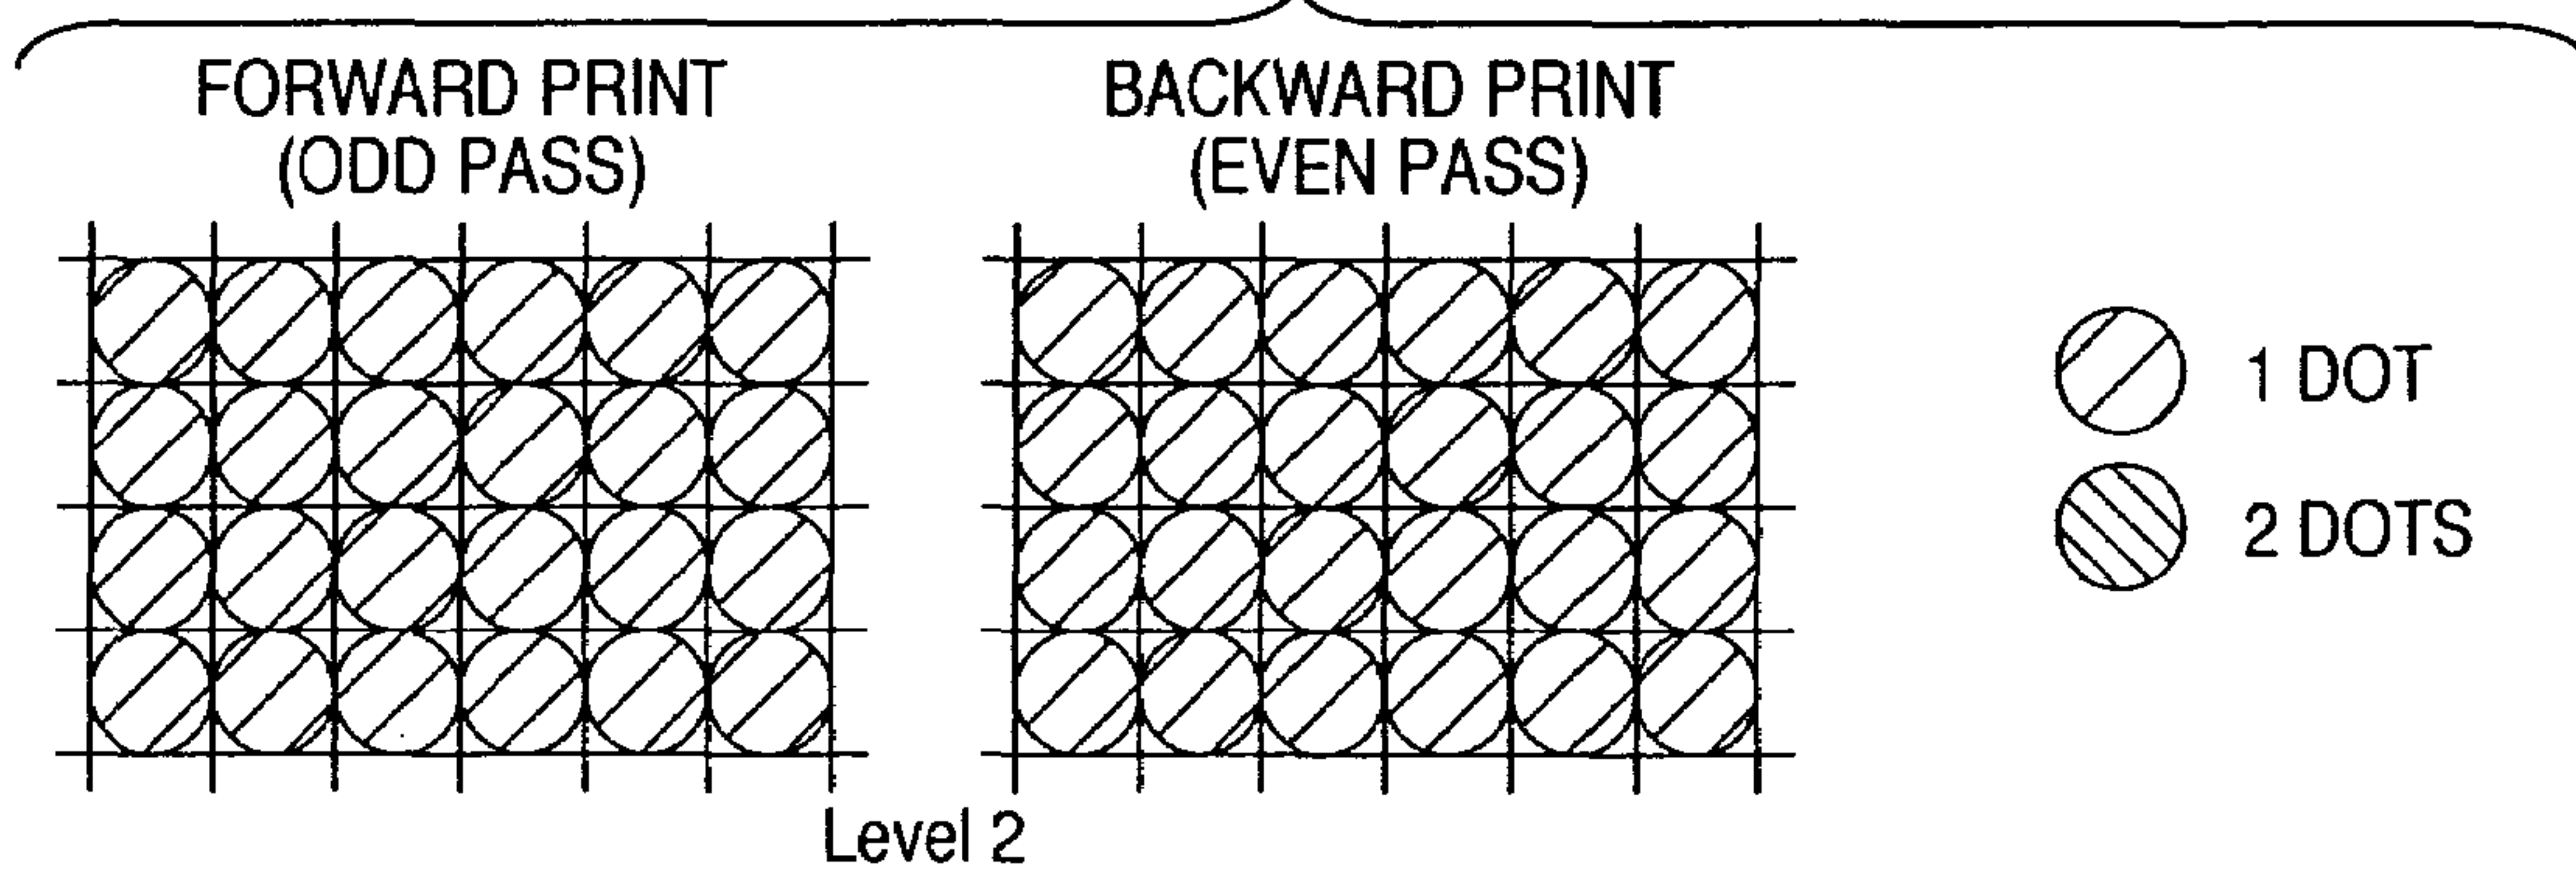 FORWARD PRINT
(ODD PASS)
BACKWARD PRINT
(EVEN PASS)
1 DOT
2 DOTS
Level 2